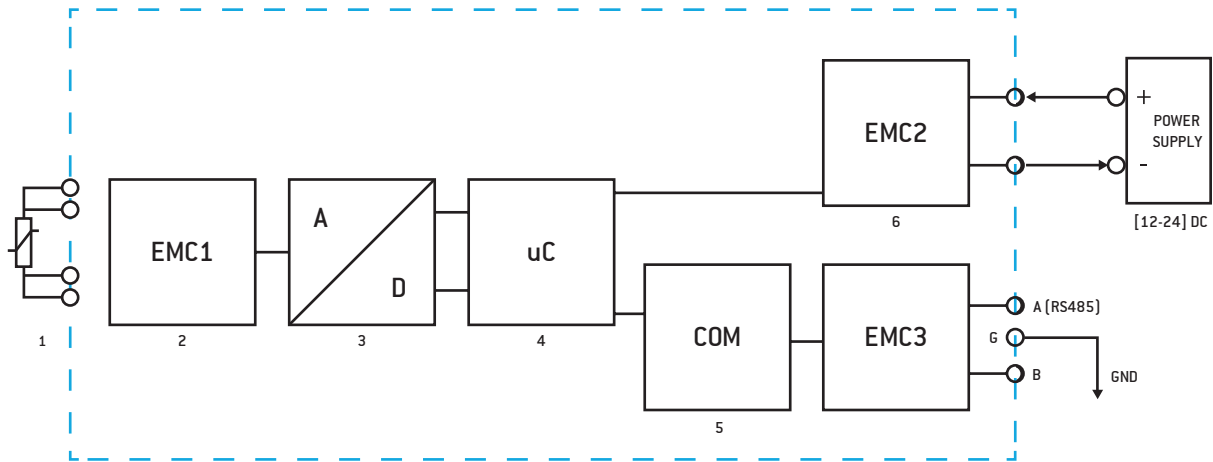 EMC2
+
POWER
SUPPLY
-
6
[12-24] DC
EMC1
A
D
uC
COM
EMC3
A (RS485)
G
B
GND
1
2
3
4
5